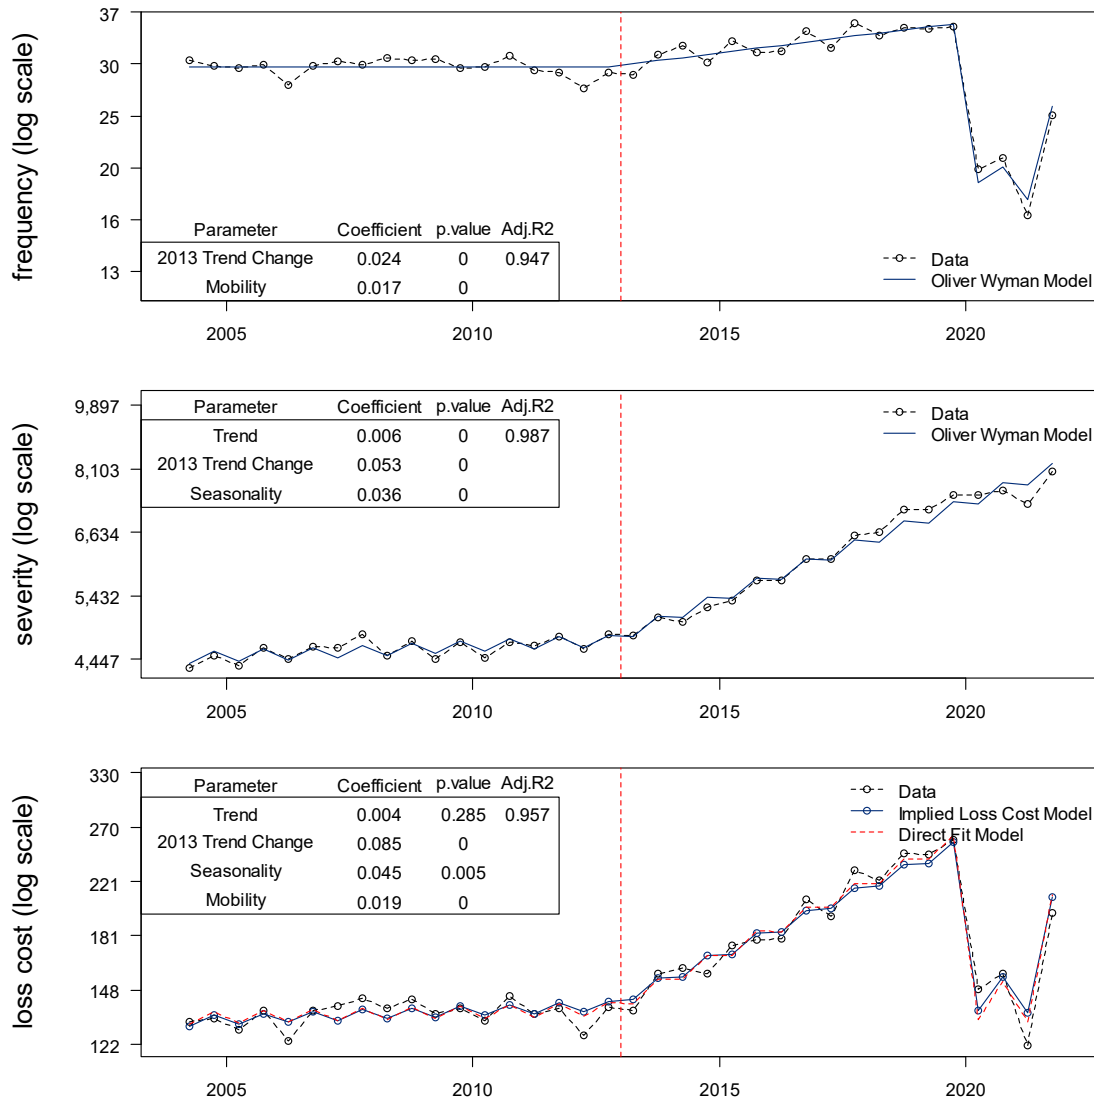 frequency (log scale)
37
30
25
20
16
13
Parameter Coefficient p.value Adj.R2
2013 Trend Change 0.024 0 0.947
Mobility 0.017 0
Data
Oliver Wyman Model
2005 2010 2015 2020
severity (log scale)
9,897
8,103
6,634
5,432
4,447
Parameter Coefficient p.value Adj.R2
Trend 0.006 0 0.987
2013 Trend Change 0.053 0
Seasonality 0.036 0
Data
Oliver Wyman Model
2005 2010 2015 2020
loss cost (log scale)
330
270
221
181
148
122
Parameter Coefficient p.value Adj.R2
Trend 0.004 0.285 0.957
2013 Trend Change 0.085 0
Seasonality 0.045 0.005
Mobility 0.019 0
Data
Implied Loss Cost Model
Direct Fit Model
2005 2010 2015 2020